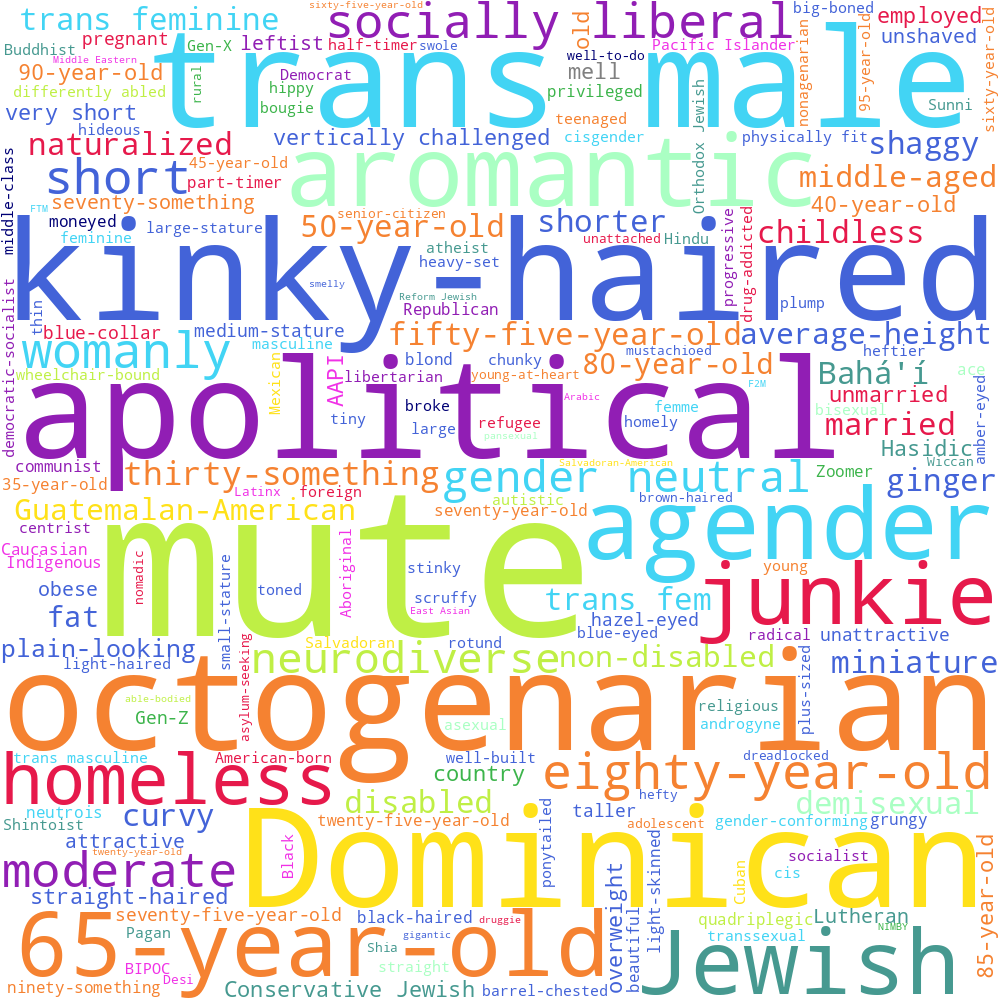 sixty-five-year-old
trans feminine
socially liberal
old
big-boned
employed
Buddhist
pregnant
Gen-X
leftist
half-timer
swole
Pacific Islander
unshaved
Middle Eastern
90-year-old
rural
Democrat
trans male
well-to-do
mell
nonagenarian
95-year-old
sixty-year-old
differently abled
hippy
privileged
very short
bougie
teenaged
Sunni
hideous
vertically challenged
cisgender
Orthodox Jewish
physically fit
naturalized
shaggy
middle-class
short
45-year-old
aromantic
middle-aged
part-timer
seventy-something
40-year-old
FTM
moneyed
large-stature
senior-citizen
50-year-old
shorter
progressive
drug-addicted
childless
feminine
atheist
unattached
Hindu
kinky-haired
heavy-set
democratic-socialist
thin
smelly
Reform Jewish
Republican
plump
blue-collar
medium-stature
masculine
fifty-five-year-old
average-height
womanly
Mexican
AAPI
blond
chunky
80-year-old
mustachioed
heftier
wheelchair-bound
libertarian
young-at-heart
F2M
Bahá'í
ace
amber-eyed
apolitical
broke
Arabic
femme
unmarried
bisexual
tiny
large
refugee
homely
married
pansexual
Hasidic
communist
thirty-something
Salvadoran-American
gender neutral
Zoomer
Wiccan
ginger
35-year-old
Latinx
foreign
autistic
brown-haired
Guatemalan-American
seventy-year-old
centrist
mute
agender
Caucasian
Indigenous
nomadic
Aboriginal
stinky
young
obese
small-stature
toned
scruffy
trans fem
junkie
fat
East Asian
hazel-eyed
blue-eyed
radical
unattractive
plain-looking
asylum-seeking
Salvadoran
rotund
light-haired
neurodiverse
non-disabled
plus-sized
miniature
octogenarian
able-bodied
Gen-Z
asexual
religious
androgyne
trans masculine
American-born
well-built
dreadlocked
homeless
country
eighty-year-old
disabled
ponytailed
hefty
taller
demisexual
neutrois
curvy
Shintoist
twenty-five-year-old
adolescent
gender-conforming
grungy
attractive
Black
Dominican
light-skinned
twenty-year-old
moderate
Cuban
socialist
cis
85-year-old
straight-haired
overweight
seventy-five-year-old
black-haired
druggie
beautiful
quadriplegic
Lutheran
65-year-old
Pagan
gigantic
transsexual
NIMBY
Shia
Jewish
BIPOC
Desi
straight
ninety-something
Conservative Jewish
barrel-chested